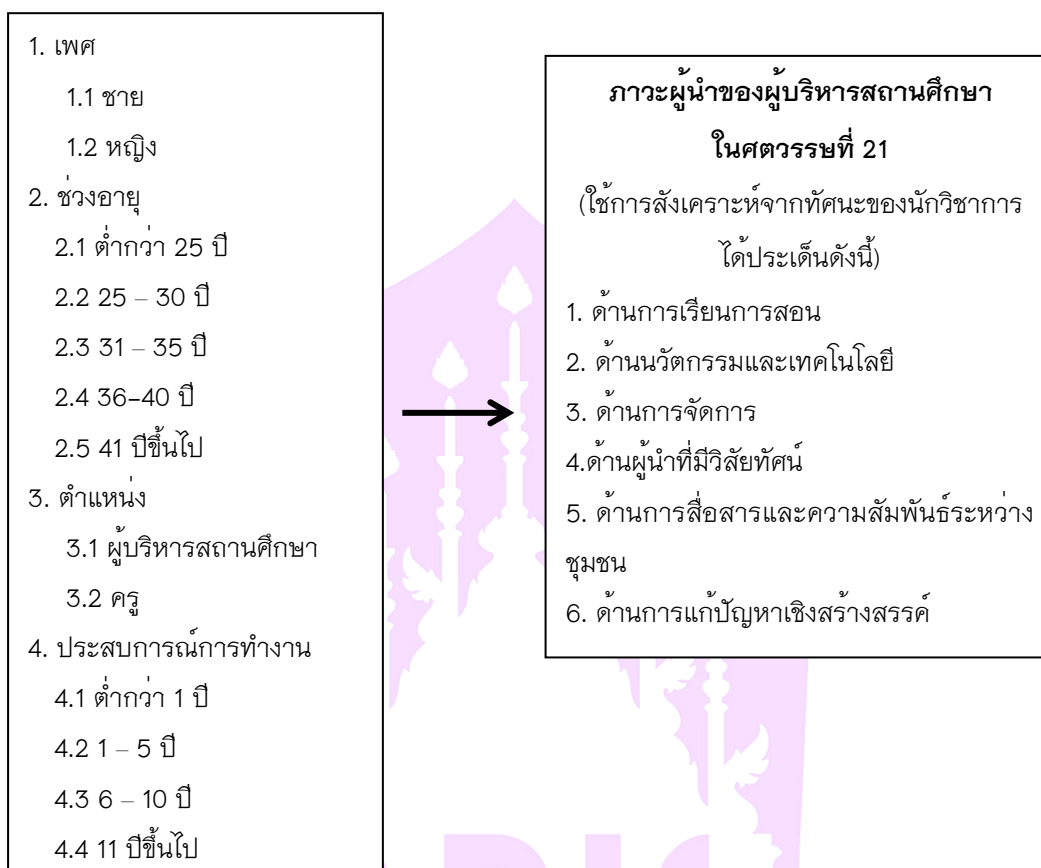 1. เพศ
1.1 ชาย
1.2 หญิง
2. ช่วงอายุ
2.1 ต่ำกว่า 25 ปี
2.2 25 – 30 ปี
2.3 31 – 35 ปี
2.4 36–40 ปี
2.5 41 ปีขึ้นไป
3. ตำแหน่ง
3.1 ผู้บริหารสถานศึกษา
3.2 ครู
4. ประสบการณ์การทำงาน
4.1 ต่ำกว่า 1 ปี
4.2 1 – 5 ปี
4.3 6 – 10 ปี
4.4 11 ปีขึ้นไป
ภาวะผู้นำของผู้บริหารสถานศึกษา
ในศตวรรษที่ 21
(ใช้การสังเคราะห์จากทัศนะของนักวิชาการ
ได้ประเด็นดังนี้)
1. ด้านการเรียนการสอน
2. ด้านนวัตกรรมและเทคโนโลยี
3. ด้านการจัดการ
4.ด้านผู้นำที่มีวิสัยทัศน์
5. ด้านการสื่อสารและความสัมพันธ์ระหว่าง
ชุมชน
6. ด้านการแก้ปัญหาเชิงสร้างสรรค์